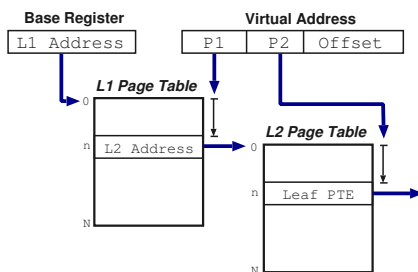 Base Register
Virtual Address
L1 Address
P1 P2 Offset
L1 Page Table
0
L2 Page Table
n L2 Address
0
n Leaf PTE
N
N